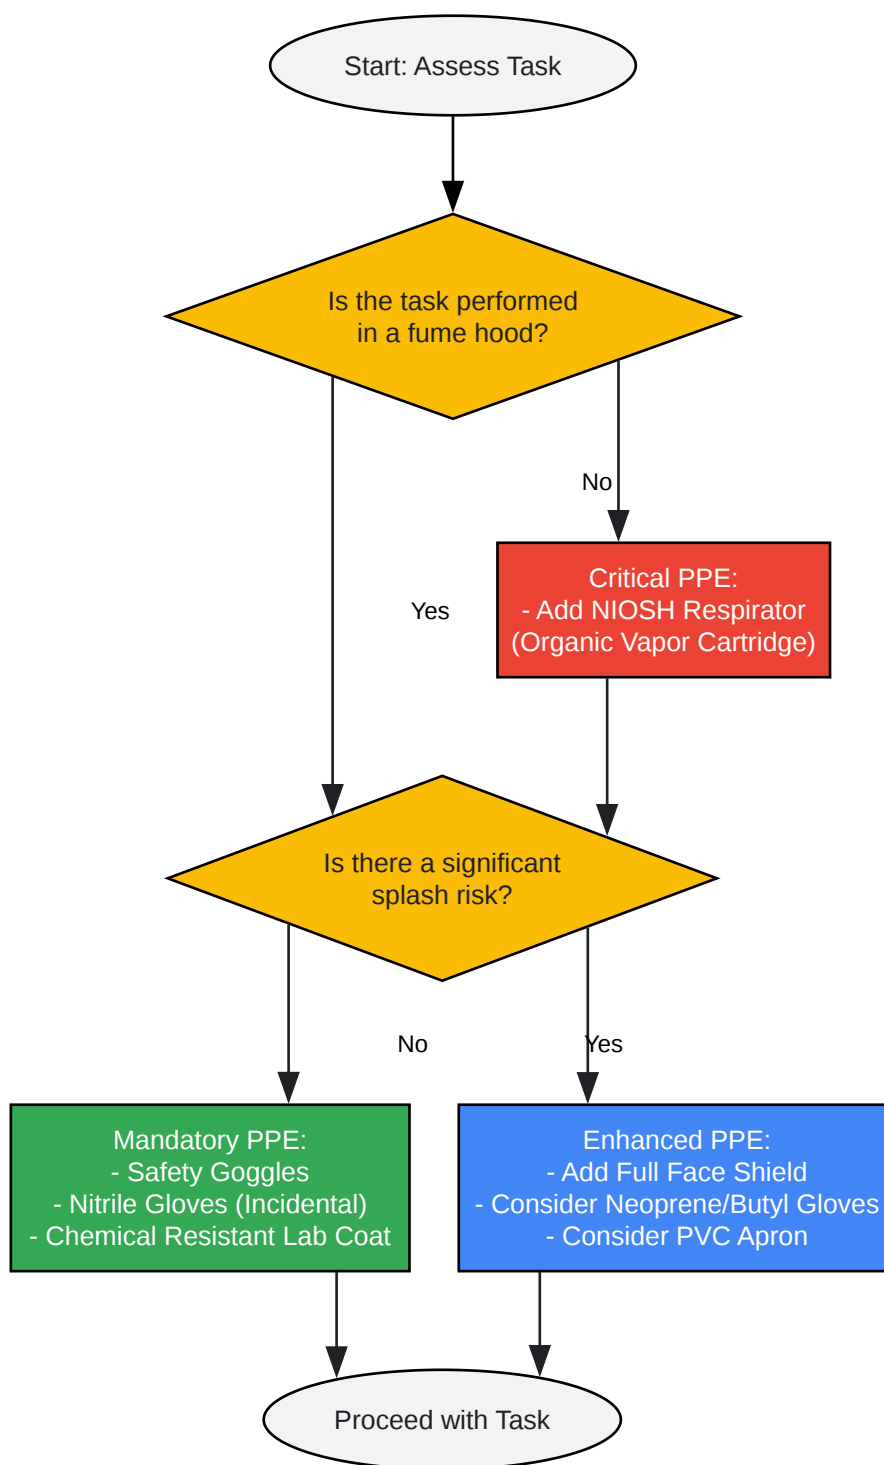 Start: Assess Task
Is the task performed
in a fume hood?
No
Critical PPE:
- Add NIOSH Respirator
(Organic Vapor Cartridge)
Yes
Is there a significant
splash risk?
No
Yes
Mandatory PPE:
- Safety Goggles
- Nitrile Gloves (Incidental)
- Chemical Resistant Lab Coat
Enhanced PPE:
- Add Full Face Shield
- Consider Neoprene/Butyl Gloves
- Consider PVC Apron
Proceed with Task